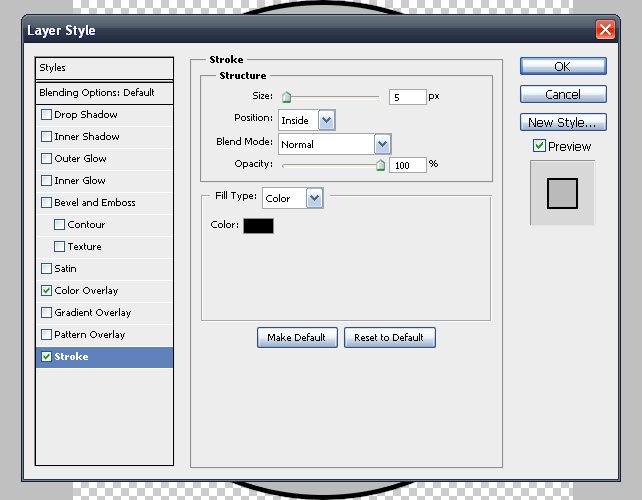 Layer Style
Styles
Blending Options: Default
Drop Shadow
Inner Shadow
Outer Glow
Inner Glow
Bevel and Emboss
Contour
Texture
Satin
Color Overlay
Gradient Overlay
Pattern Overlay
Stroke
Stroke
Structure
Size: 5 px
Position: Inside
Blend Mode: Normal
Opacity: 100 %
Fill Type: Color
Color:
Make Default Reset to Default
OK
Cancel
New Style...
Preview